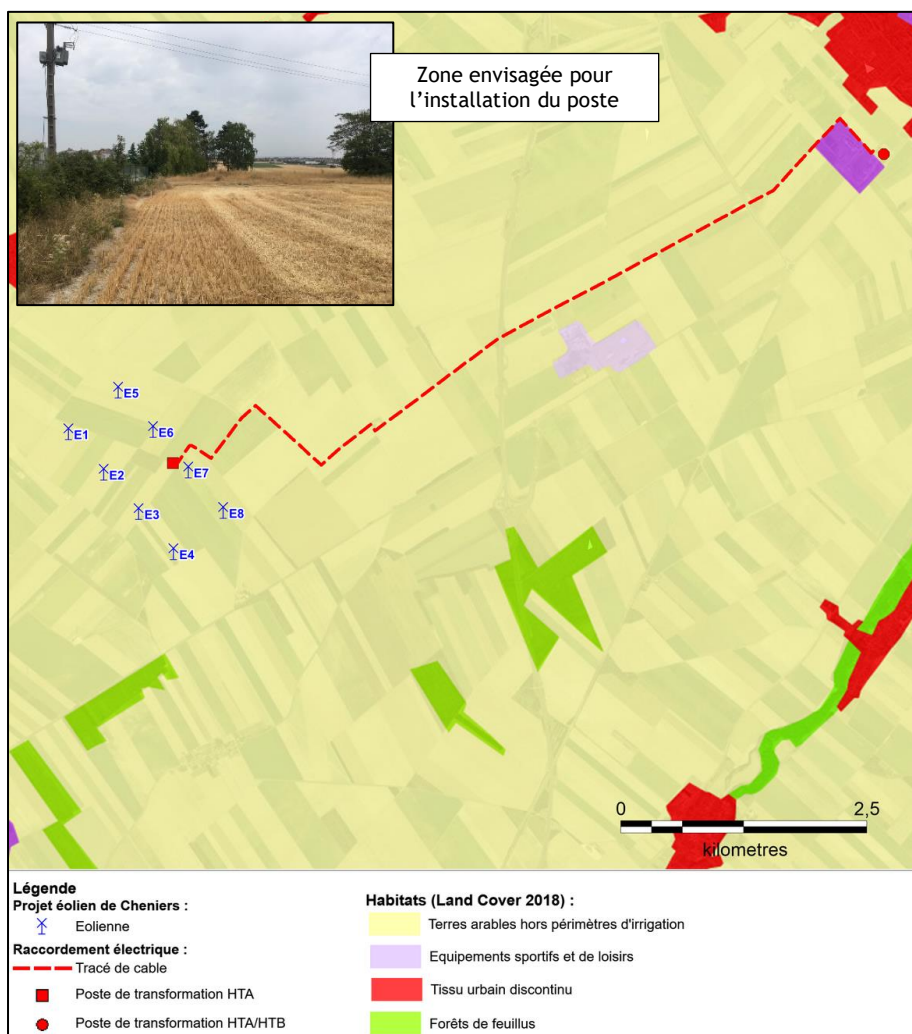 Zone envisagée pour
l'installation du poste
E5
E1
E6
E2
E7
E3
E8
E4
0 2,5
kilometres
Légende
Projet éolien de Cheniers :
Eolienne
Raccordement électrique :
Tracé de cable
Poste de transformation HTA
Poste de transformation HTA/HTB
Habitats (Land Cover 2018) :
Terres arables hors périmètres d'irrigation
Equipements sportifs et de loisirs
Tissu urbain discontinu
Forêts de feuillus